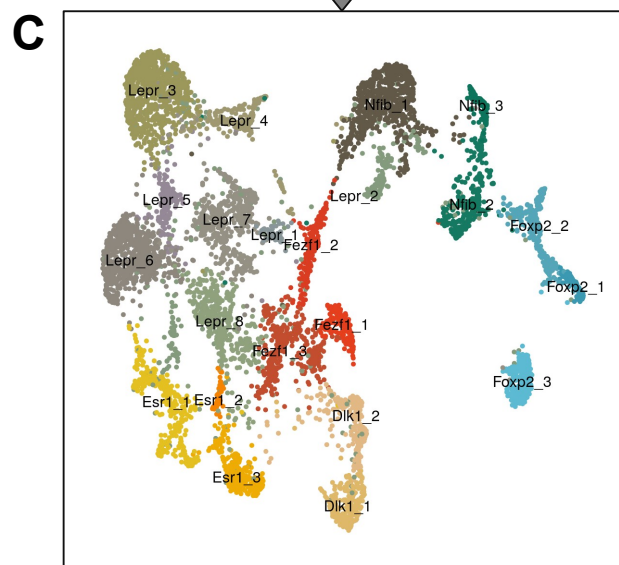 C
Lepr_3
Nfib_1
Nfib_3
Lepr_4
Lepr_5
Lepr_2
Nfib_2
Lepr_7
Foxp2_2
Lepr_1
Fezf1_2
Lepr_6
Foxp2_1
Lepr_8
Fezf1_1
Fezf1_3
Foxp2_3
Esr1_1
Esr1_2
Dlk1_2
Esr1_3
Dlk1_1